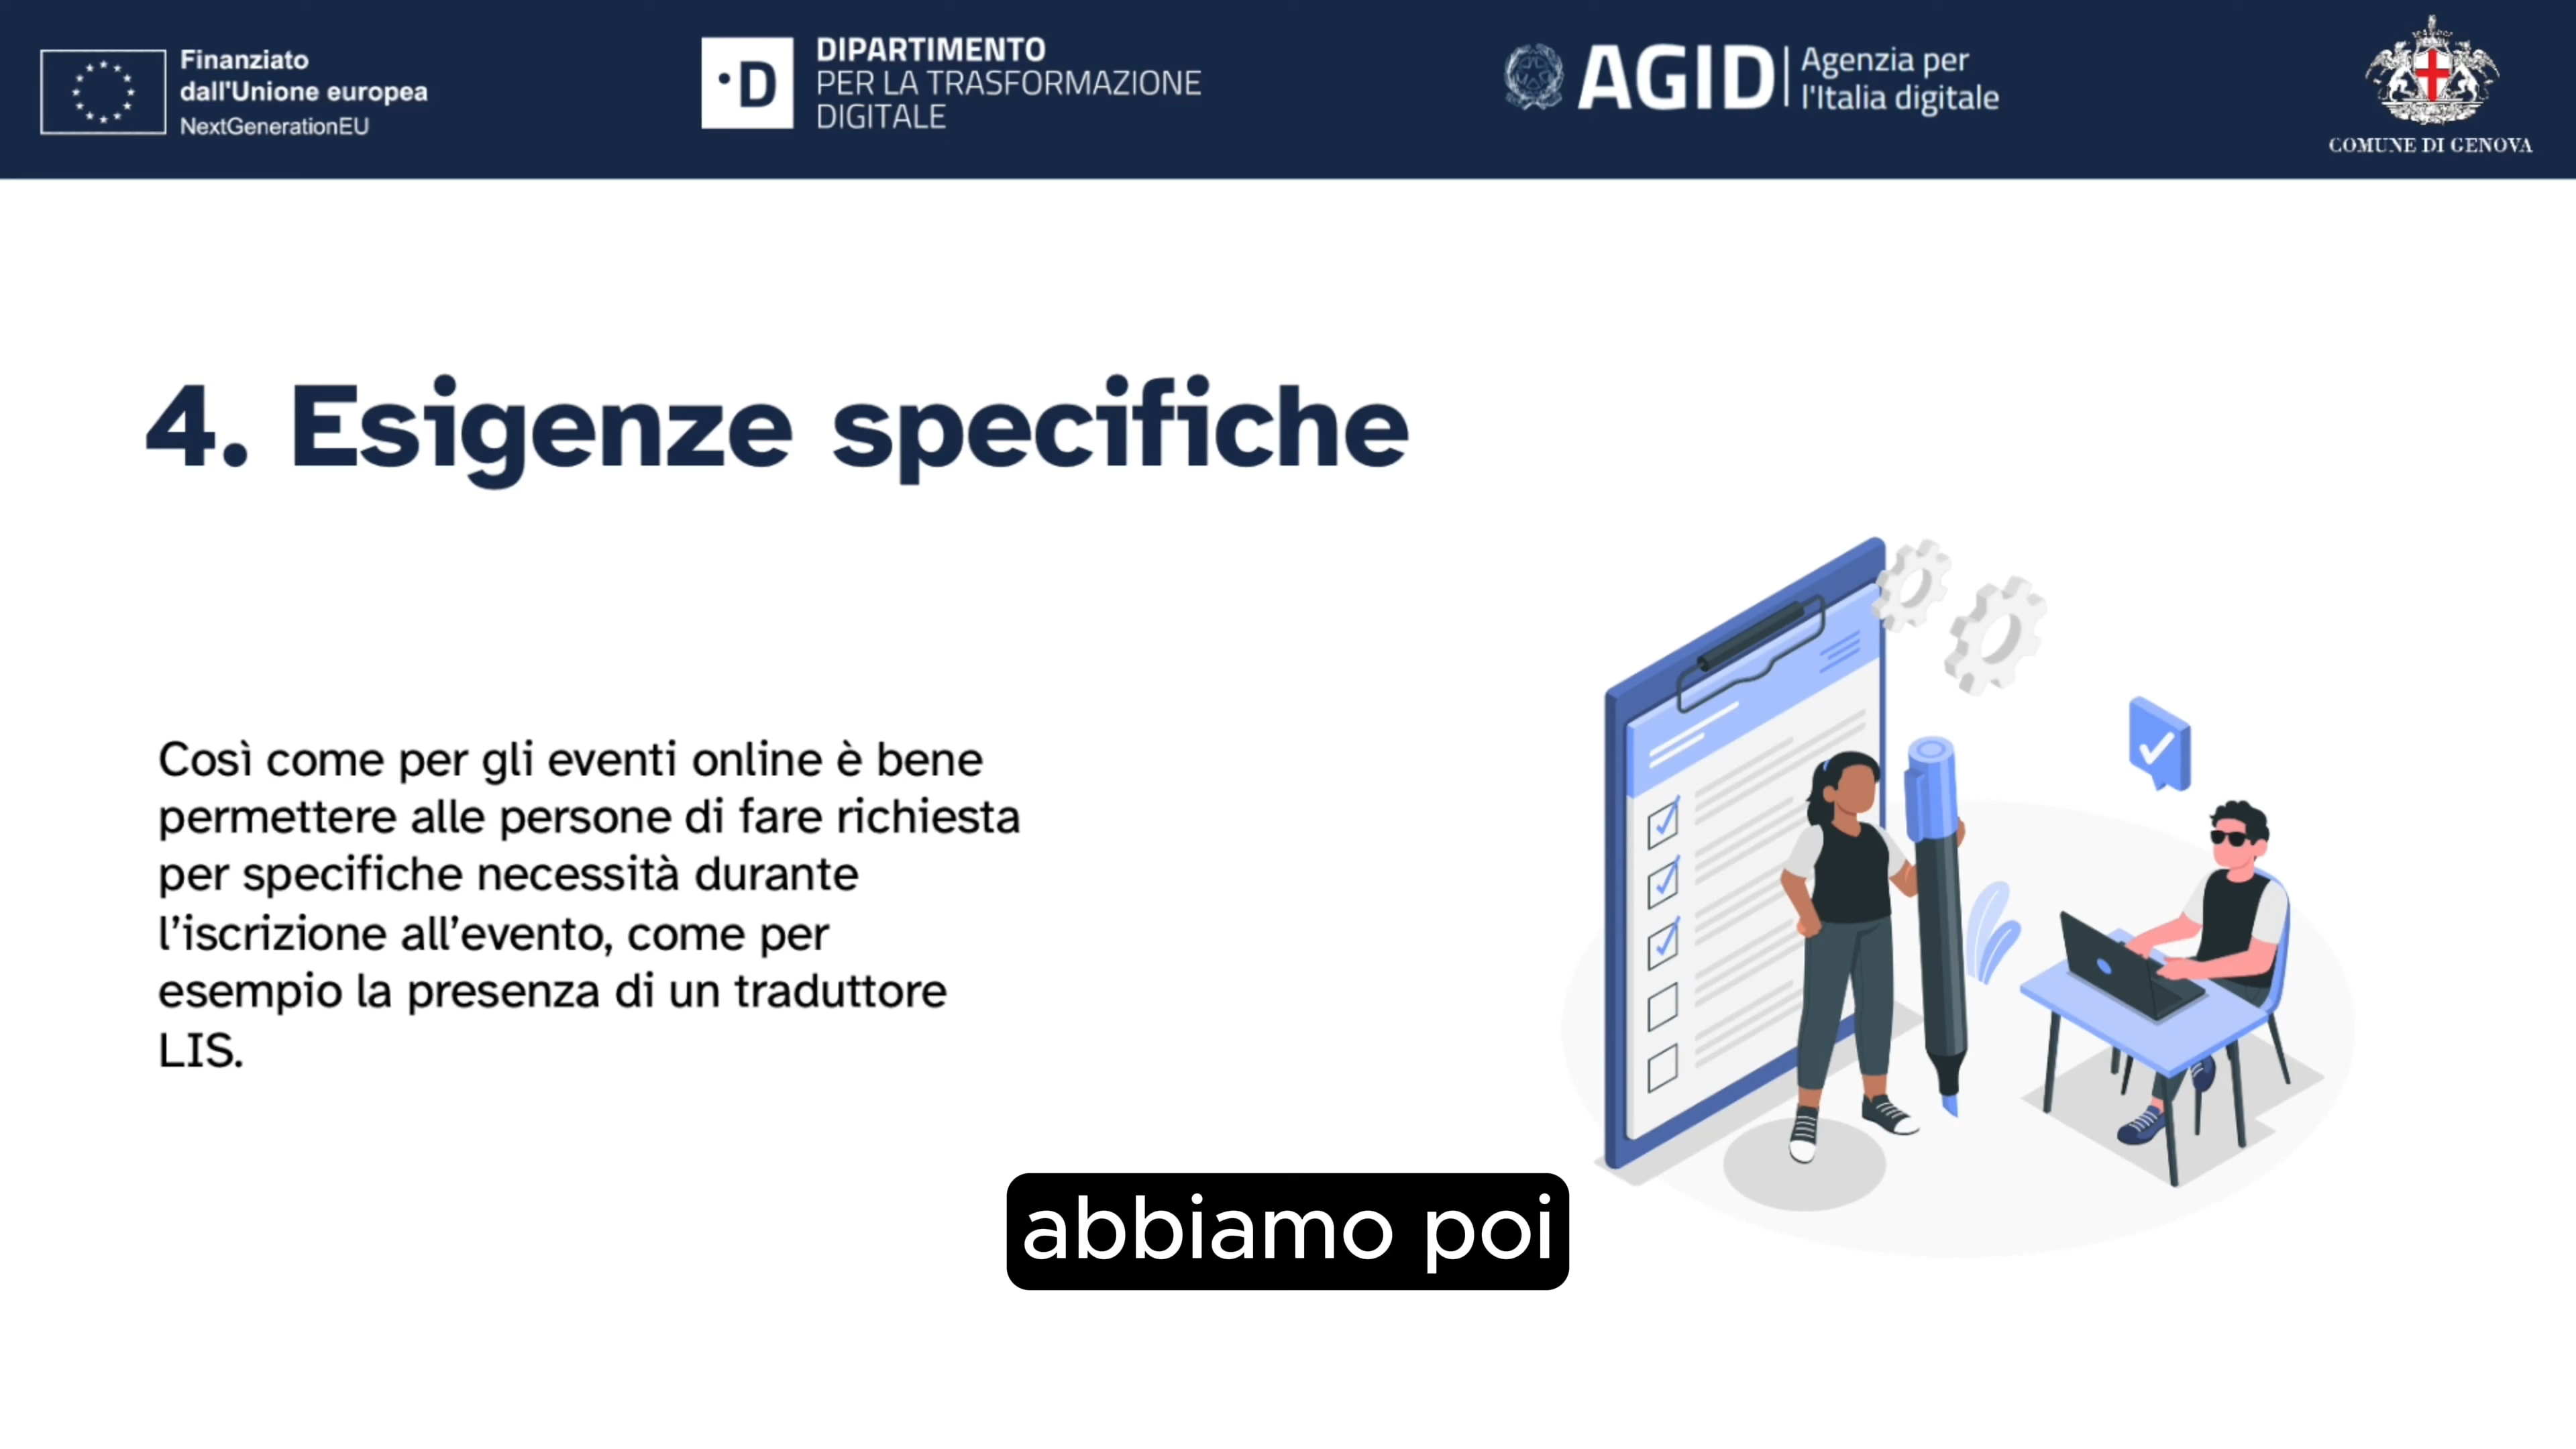 Finanziato
dall'Unione europea
NextGenerationEU
·D
DIPARTIMENTO
PER LA TRASFORMAZIONE
DIGITALE
AGID
Agenzia per
l'Italia digitale
COMUNE DI GENOVA
4. Esigenze specifiche
Così come per gli eventi online è bene
permettere alle persone di fare richiesta
per specifiche necessità durante
l’iscrizione all’evento, come per
esempio la presenza di un traduttore
LIS.
abbiamo poi